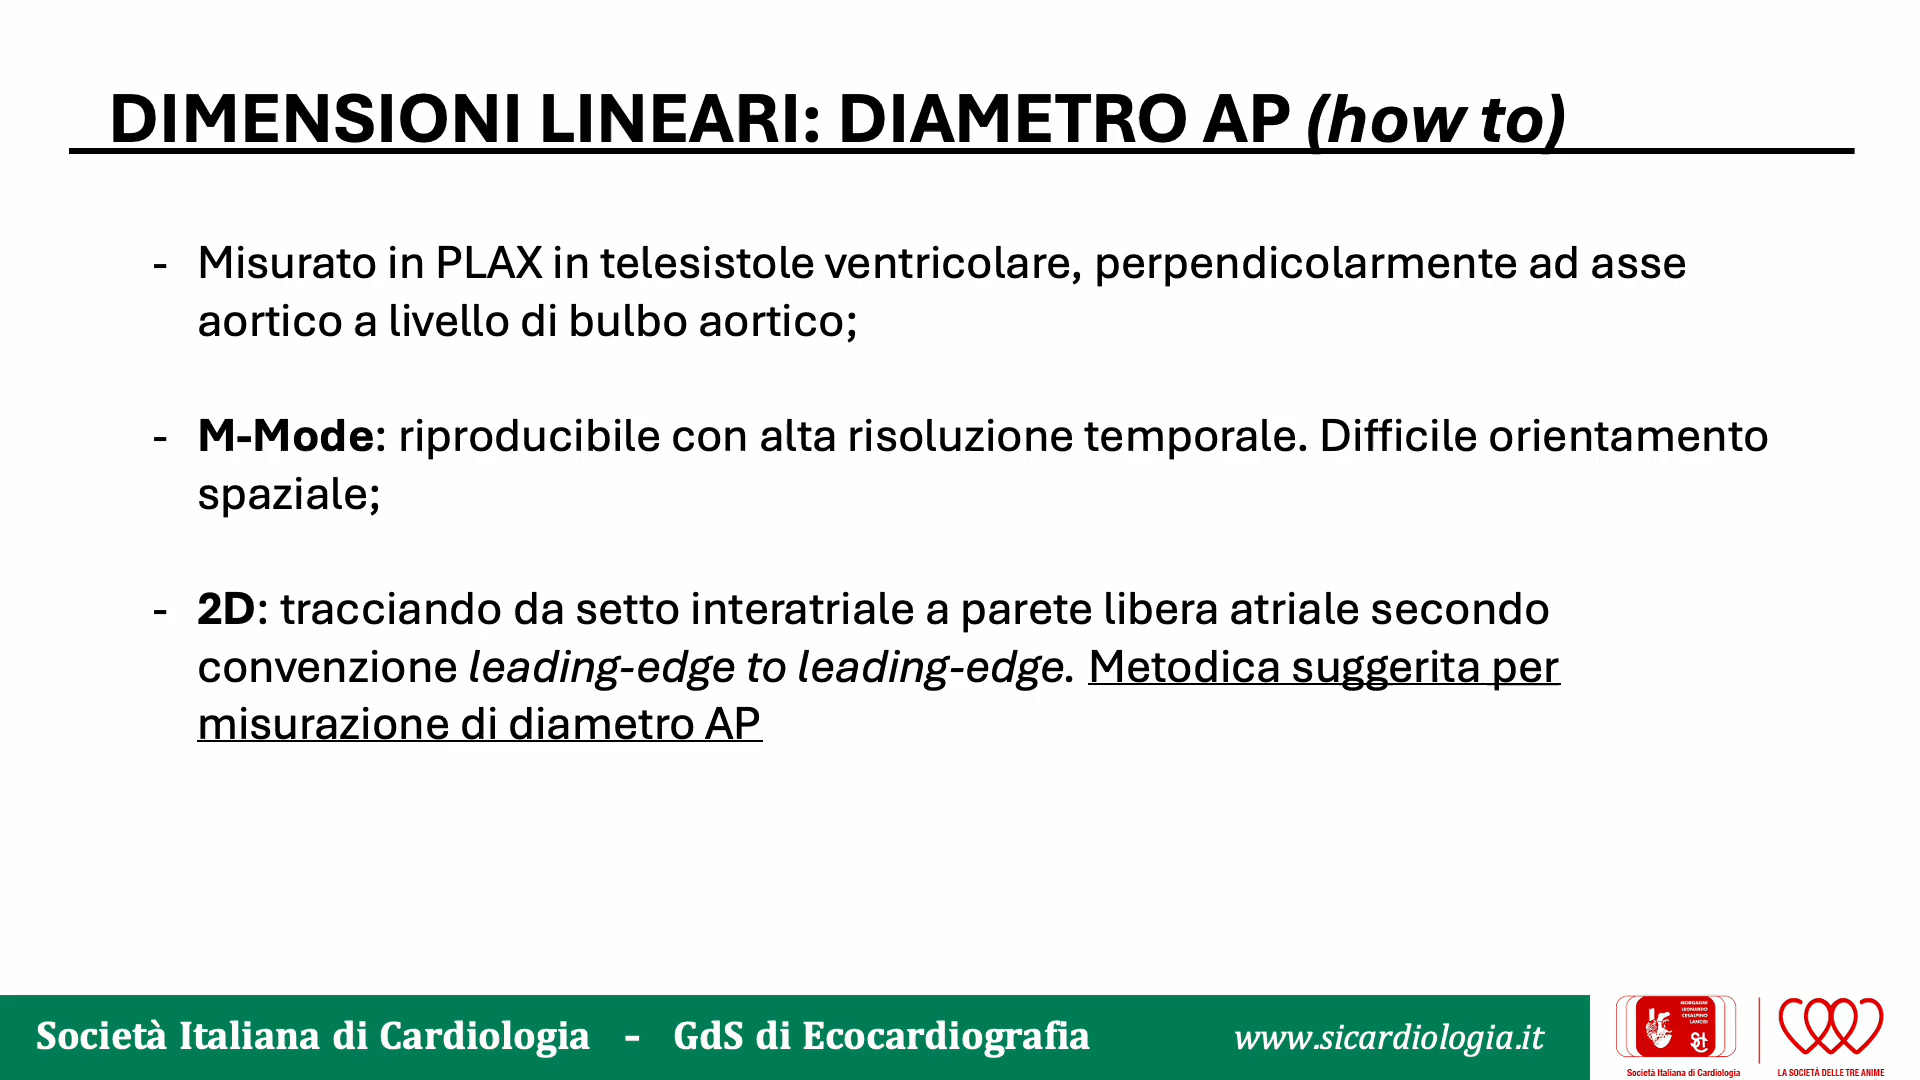 DIMENSIONI LINEARI: DIAMETRO AP (how to)
- Misurato in PLAX in telesistole ventricolare, perpendicolarmente ad asse
aortico a livello di bulbo aortico;
- M-Mode: riproducibile con alta risoluzione temporale. Difficile orientamento
spaziale;
- 2D: tracciando da setto interatriale a parete libera atriale secondo
convenzione leading-edge to leading-edge. Metodica suggerita per
misurazione di diametro AP
Società Italiana di Cardiologia - GdS di Ecocardiografia
www.sicardiologia.it
MORGAGNI
LEONARDO
CESALPINO
LANCISI
Società Italiana di Cardiologia
LA SOCIETÀ DELLE TRE ANIME